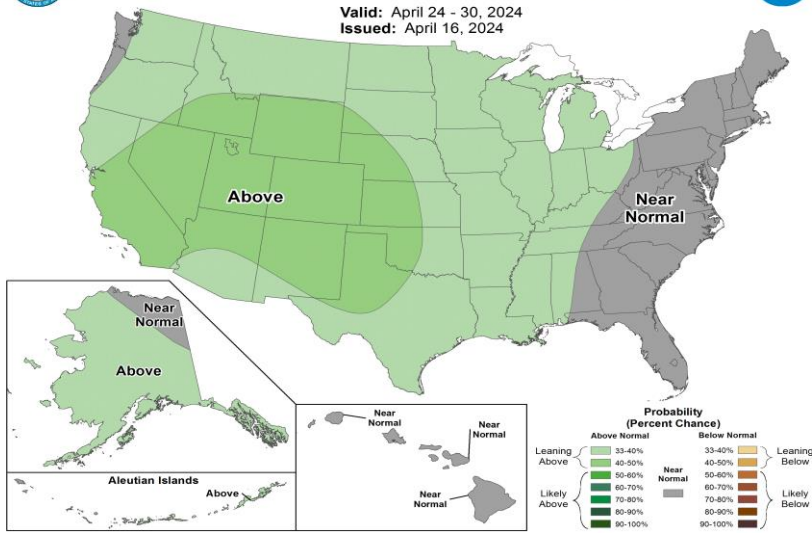 Valid: April 24 - 30, 2024
Issued: April 16, 2024
Above
Near
Normal
Near
Normal
Above
Aleutian Islands
Above
Near
Normal
Near
Normal
Near
Normal
Probability
(Percent Chance)
Above Normal
Below Normal
Leaning
Above
33-40%
40-50%
Likely
Above
50-60%
60-70%
70-80%
80-90%
90-100%
Near
Normal
33-40%
40-50%
Leaning
Below
50-60%
60-70%
70-80%
80-90%
90-100%
Likely
Below